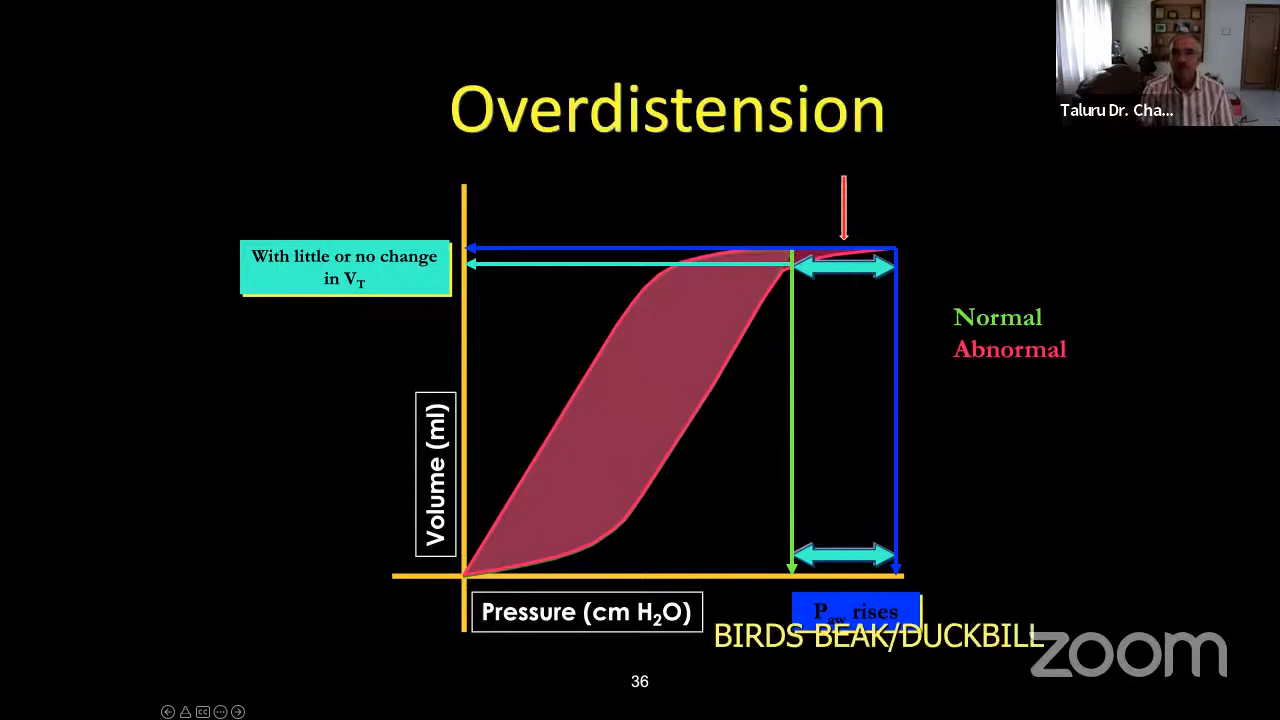 Taluru Dr. Cha...
Overdistension
With little or no change
in VT
Normal
Abnormal
Volume (ml)
Pressure (cm H2O)
Paw rises
BIRDS BEAK/DUCKBILL
zoom
36